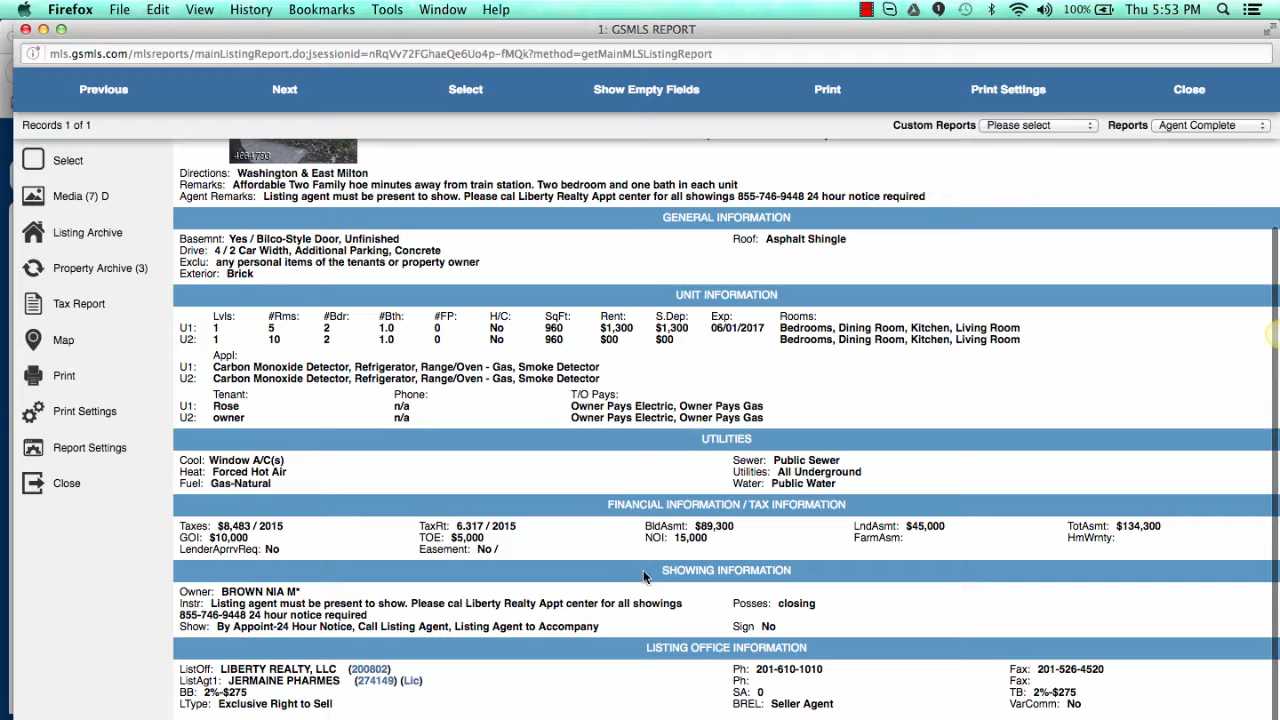 Firefox File Edit View History Bookmarks Tools Window Help 100% Thu 5:53 PM
1: GSMLS REPORT
mls.gsmls.com/mlsreports/mainListingReport.do;jsessionid=nRqVv72FGhaeQe6Uo4p-fMQk?method=getMainMLSListingReport
Previous Next Select Show Empty Fields Print Print Settings Close
Records 1 of 1 Custom Reports Please select Reports Agent Complete
Select
Media (7) D
Listing Archive
Property Archive (3)
Tax Report
Map
Print
Print Settings
Report Settings
Close
4661793
Directions: Washington & East Milton
Remarks: Affordable Two Family hoe minutes away from train station. Two bedroom and one bath in each unit
Agent Remarks: Listing agent must be present to show. Please cal Liberty Realty Appt center for all showings 855-746-9448 24 hour notice required
GENERAL INFORMATION
Basemnt: Yes / Bilco-Style Door, Unfinished Roof: Asphalt Shingle
Drive: 4 / 2 Car Width, Additional Parking, Concrete
Exclu: any personal items of the tenants or property owner
Exterior: Brick
UNIT INFORMATION
Lvls: #Rms: #Bdr: #Bth: #FP: H/C: SqFt: Rent: S.Dep: Exp: Rooms:
U1: 1 5 2 1.0 0 No 960 $1,300 $1,300 06/01/2017 Bedrooms, Dining Room, Kitchen, Living Room
U2: 1 10 2 1.0 0 No 960 $00 $00 Bedrooms, Dining Room, Kitchen, Living Room
Appl:
U1: Carbon Monoxide Detector, Refrigerator, Range/Oven - Gas, Smoke Detector
U2: Carbon Monoxide Detector, Refrigerator, Range/Oven - Gas, Smoke Detector
Tenant: Phone: T/O Pays:
U1: Rose n/a Owner Pays Electric, Owner Pays Gas
U2: owner n/a Owner Pays Electric, Owner Pays Gas
UTILITIES
Cool: Window A/C(s) Sewer: Public Sewer
Heat: Forced Hot Air Utilities: All Underground
Fuel: Gas-Natural Water: Public Water
FINANCIAL INFORMATION / TAX INFORMATION
Taxes: $8,483 / 2015 TaxRt: 6.317 / 2015 BldAsmt: $89,300 LndAsmt: $45,000 TotAsmt: $134,300
GOI: $10,000 TOE: $5,000 NOI: 15,000 FarmAsm: HmWrnty:
LenderAprrvReq: No Easement: No /
SHOWING INFORMATION
Owner: BROWN NIA M*
Instr: Listing agent must be present to show. Please cal Liberty Realty Appt center for all showings Posses: closing
855-746-9448 24 hour notice required
Show: By Appoint-24 Hour Notice, Call Listing Agent, Listing Agent to Accompany Sign No
LISTING OFFICE INFORMATION
ListOff: LIBERTY REALTY, LLC (200802) Ph: 201-610-1010 Fax: 201-526-4520
ListAgt1: JERMAINE PHARMES (274149) (Lic) Ph: Fax:
BB: 2%-$275 SA: 0 TB: 2%-$275
LType: Exclusive Right to Sell BREL: Seller Agent VarComm: No